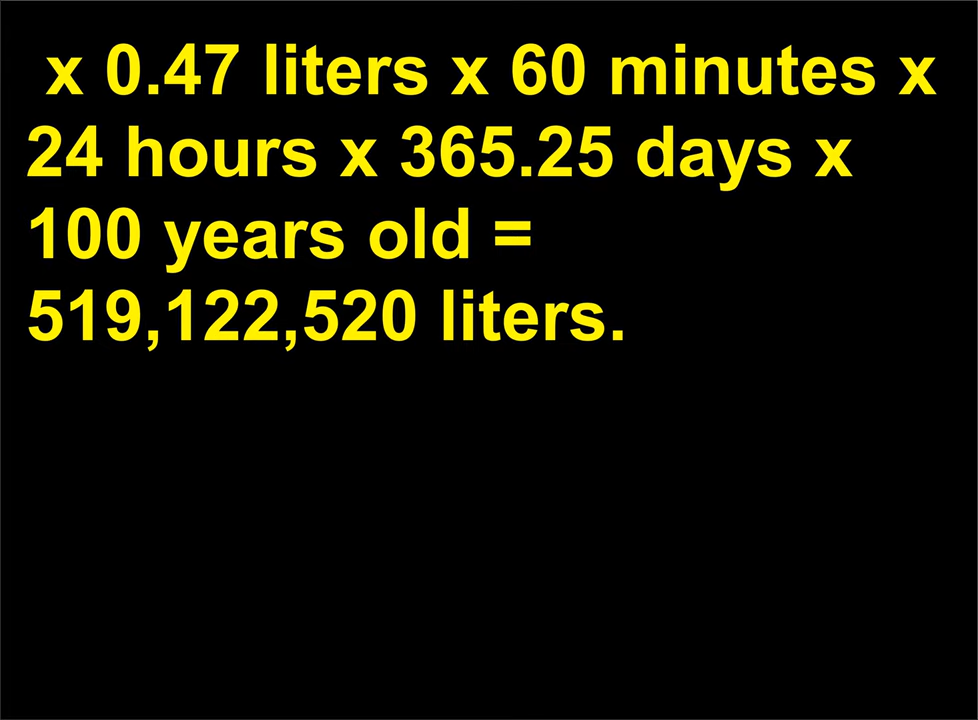 x 0.47 liters x 60 minutes x
24 hours x 365.25 days x
100 years old =
519,122,520 liters.